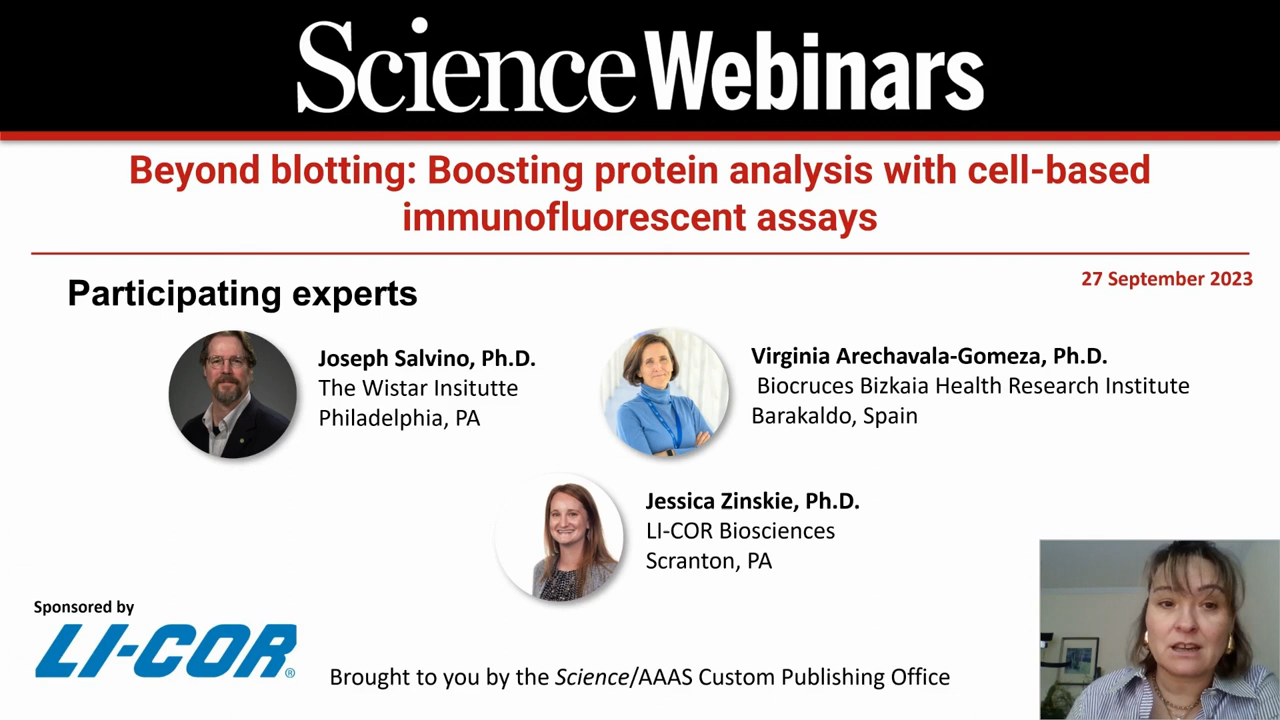 Science Webinars
Beyond blotting: Boosting protein analysis with cell-based
immunofluorescent assays
27 September 2023
Participating experts
Joseph Salvino, Ph.D.
The Wistar Insitutte
Philadelphia, PA
Virginia Arechavala-Gomeza, Ph.D.
Biocruces Bizkaia Health Research Institute
Barakaldo, Spain
Jessica Zinskie, Ph.D.
LI-COR Biosciences
Scranton, PA
Sponsored by
LI-COR®
Brought to you by the Science/AAAS Custom Publishing Office